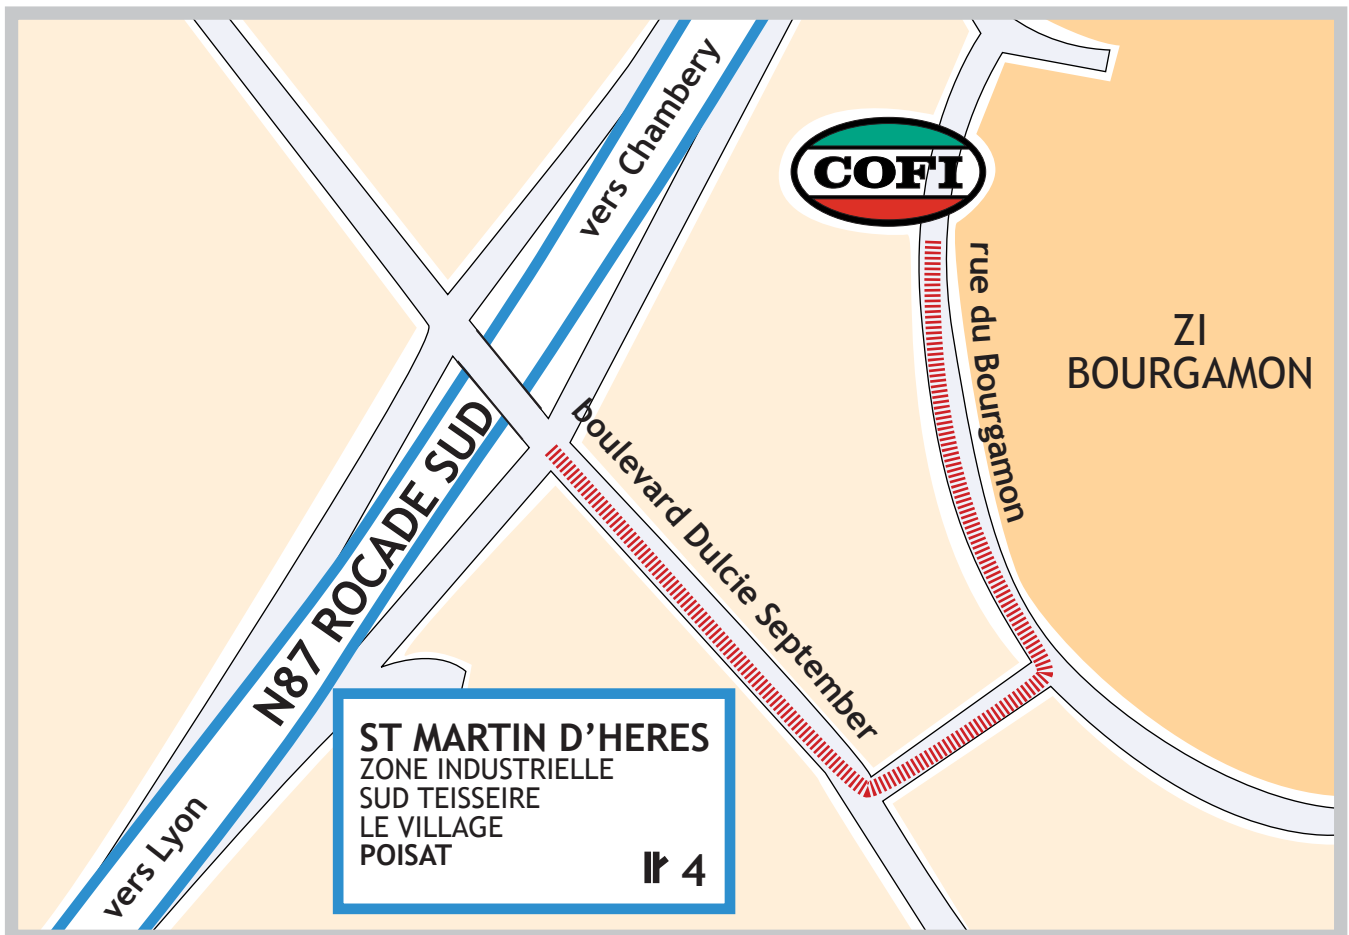 vers Chambery
COFI
rue du Bourgamon
ZI
BOURGAMON
boulevard Dulcie September
N87 ROCADE SUD
vers Lyon
ST MARTIN D’HERES
ZONE INDUSTRIELLE
SUD TEISSEIRE
LE VILLAGE
POISAT
4